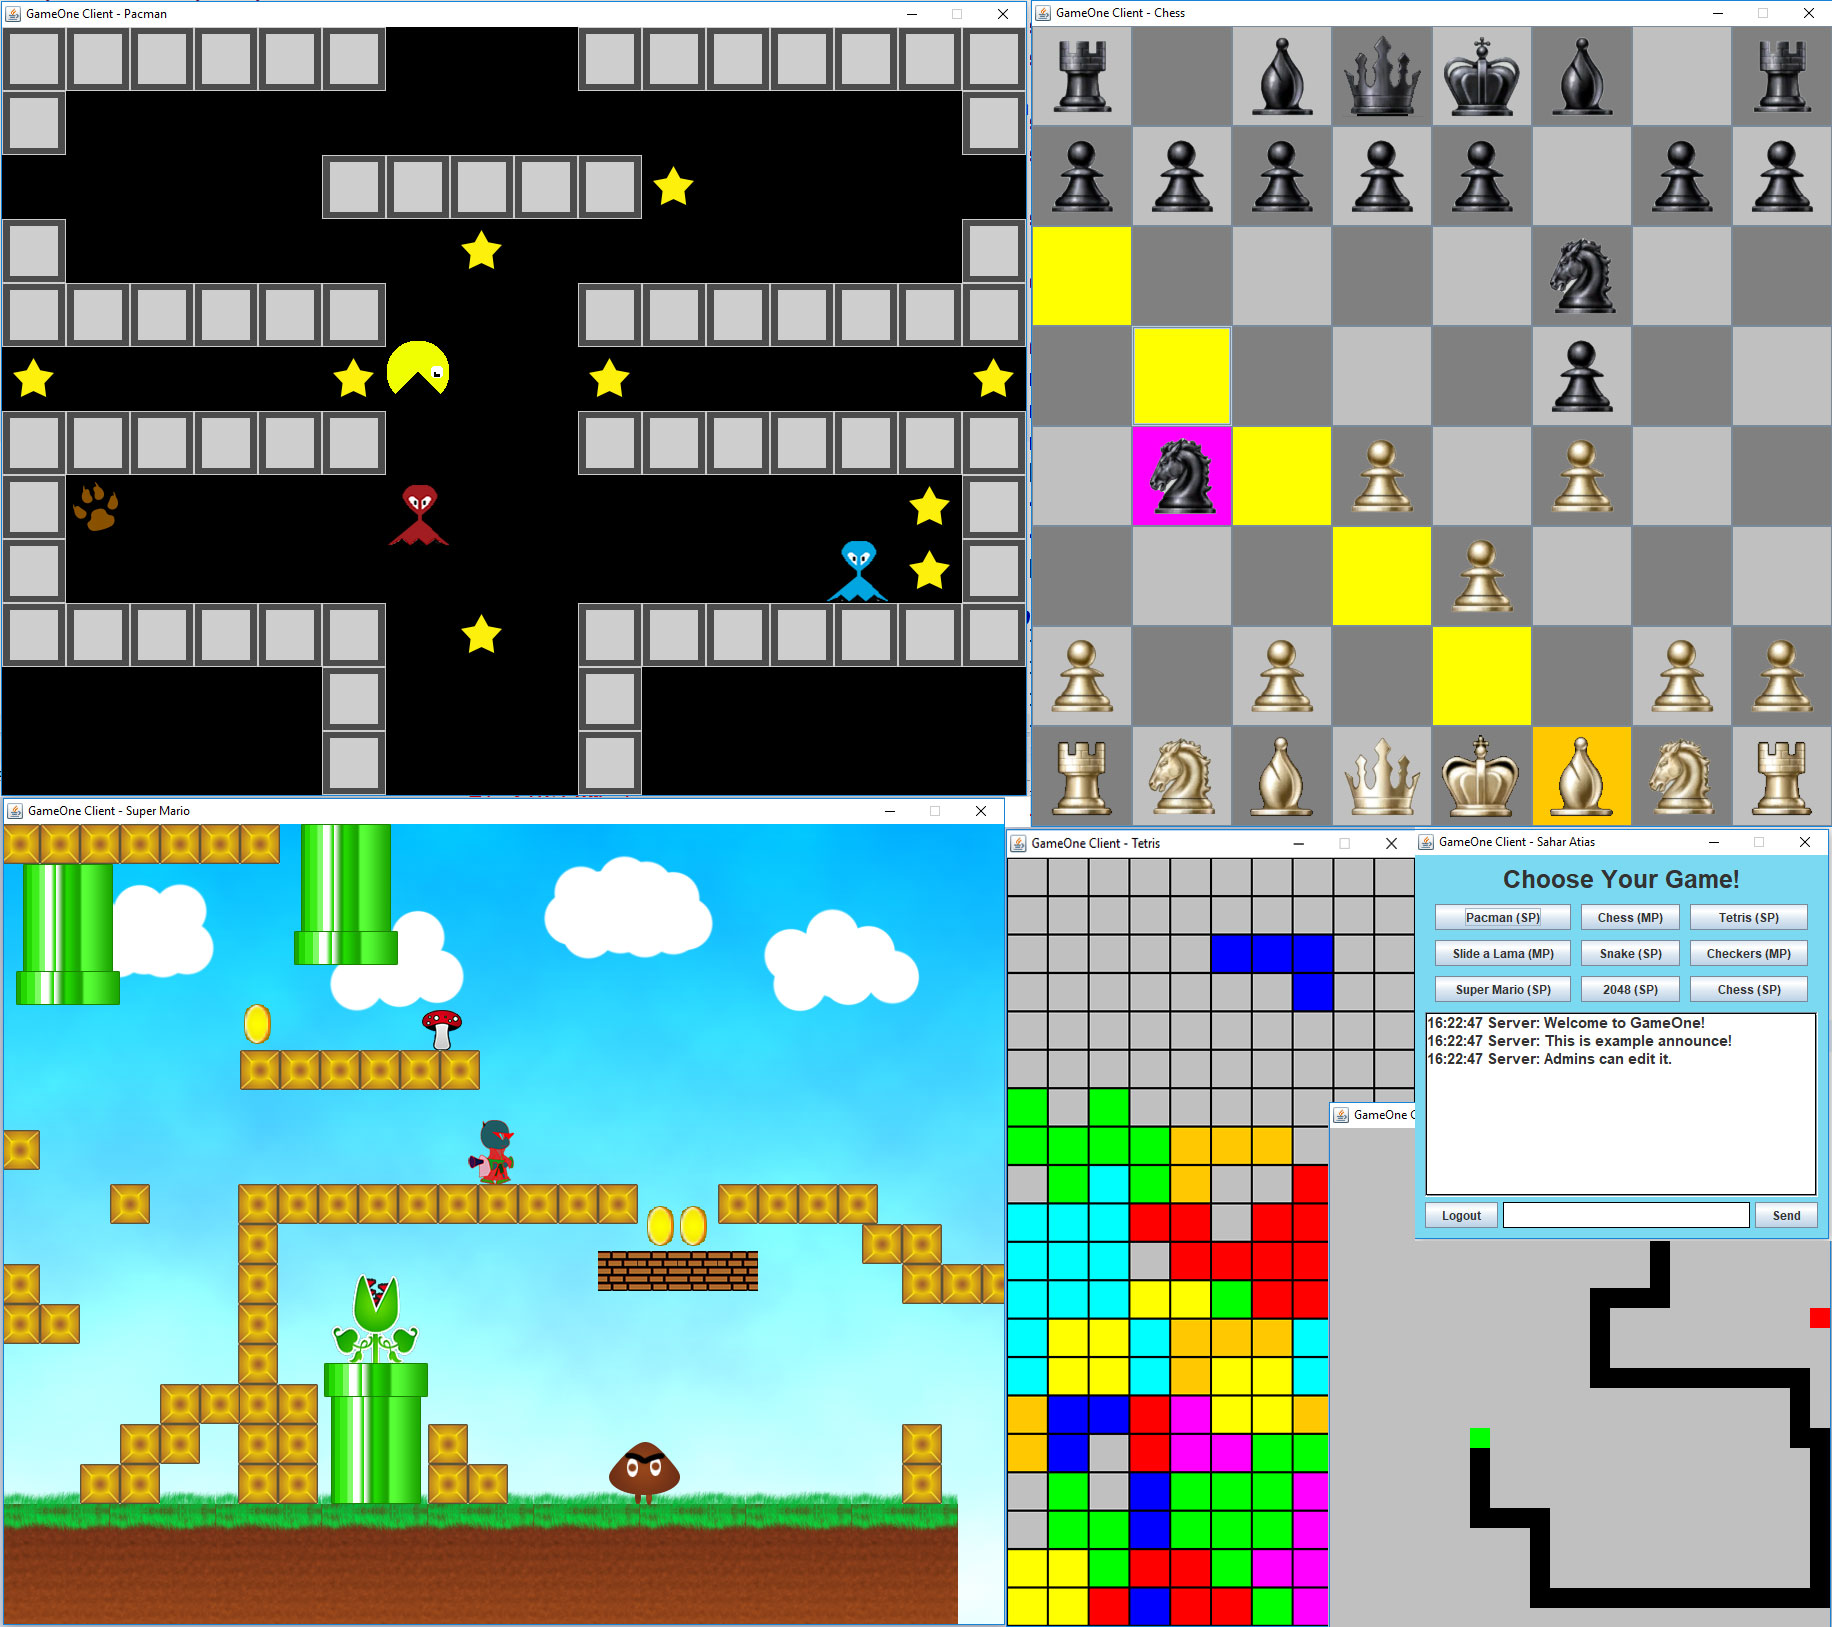 GameOne Client - Pacman
GameOne Client - Chess
GameOne Client - Super Mario
GameOne Client - Tetris
GameOne Client - Sahar Atias
Choose Your Game!
Pacman (SP)
Chess (MP)
Tetris (SP)
Slide a Lama (MP)
Snake (SP)
Checkers (MP)
Super Mario (SP)
2048 (SP)
Chess (SP)
16:22:47 Server: Welcome to GameOne!
16:22:47 Server: This is example announce!
16:22:47 Server: Admins can edit it.
Logout
Send
GameOne